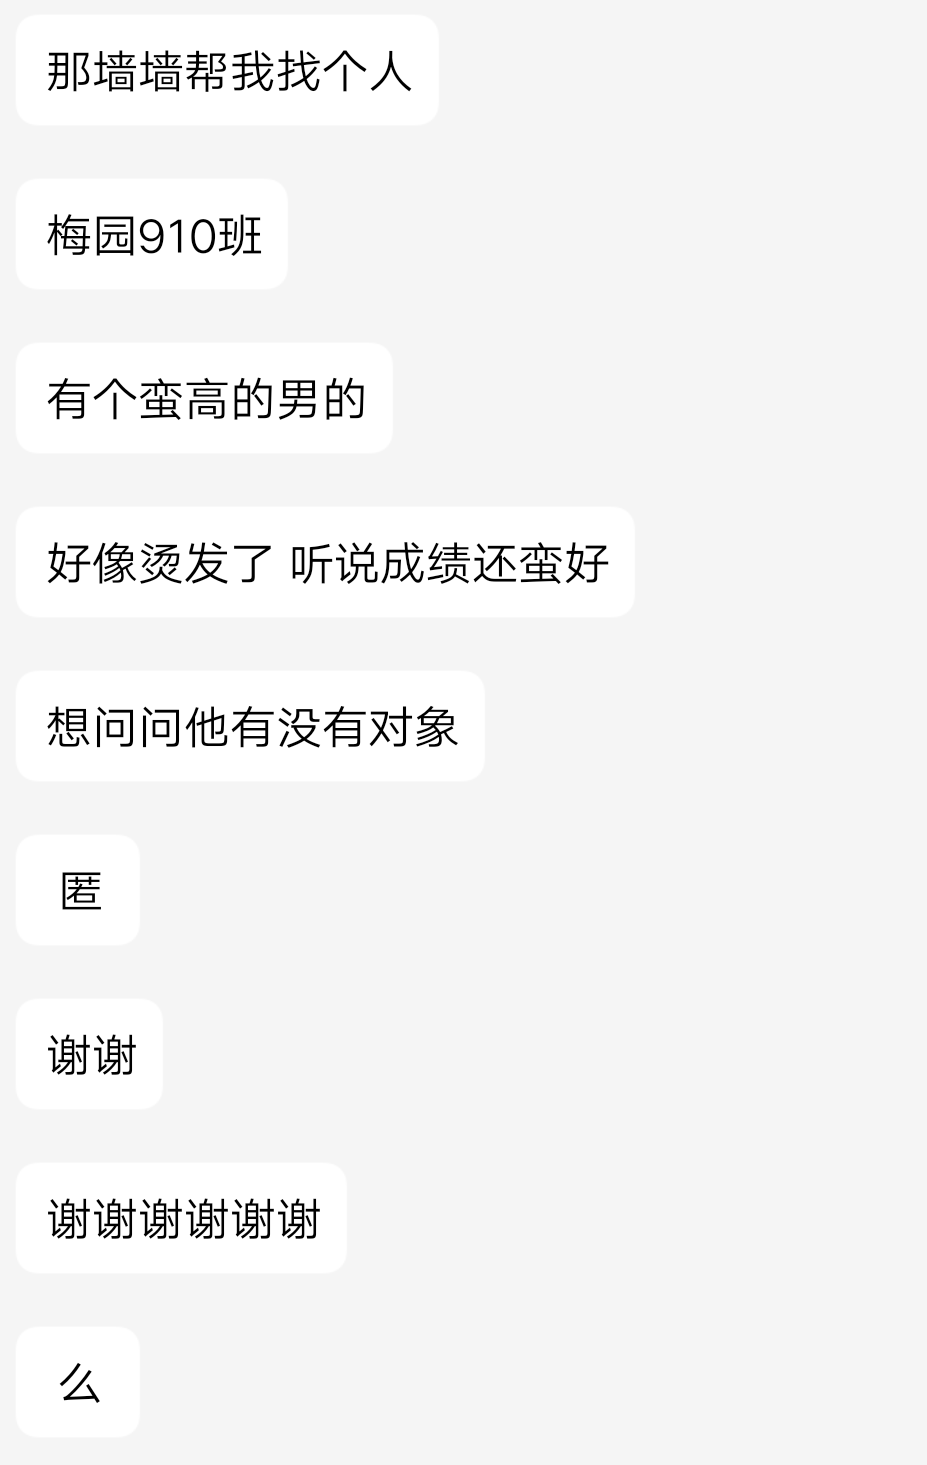 那墙墙帮我找个人
梅园910班
有个蛮高的男的
好像烫发了 听说成绩还蛮好
想问问他有没有对象
匿
谢谢
谢谢谢谢谢谢
么